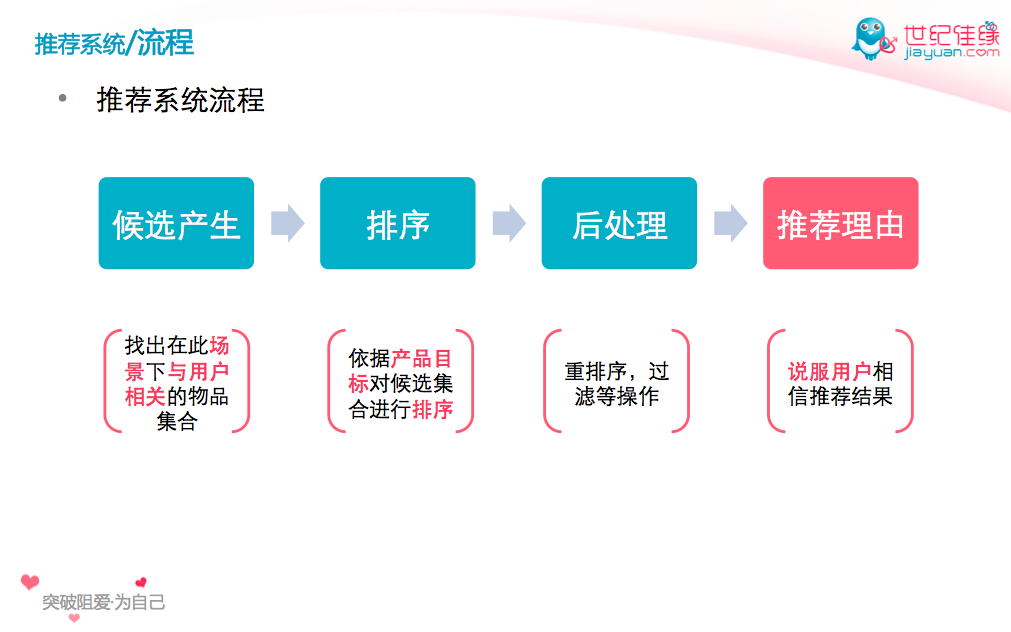 推荐系统/流程
世纪佳缘
jiayuan.com
• 推荐系统流程
候选产生
排序
后处理
推荐理由
找出在此场
景下与用户
相关的物品
集合
依据产品目
标对候选集
合进行排序
重排序，过
滤等操作
说服用户相
信推荐结果
突破阻爱·为自己